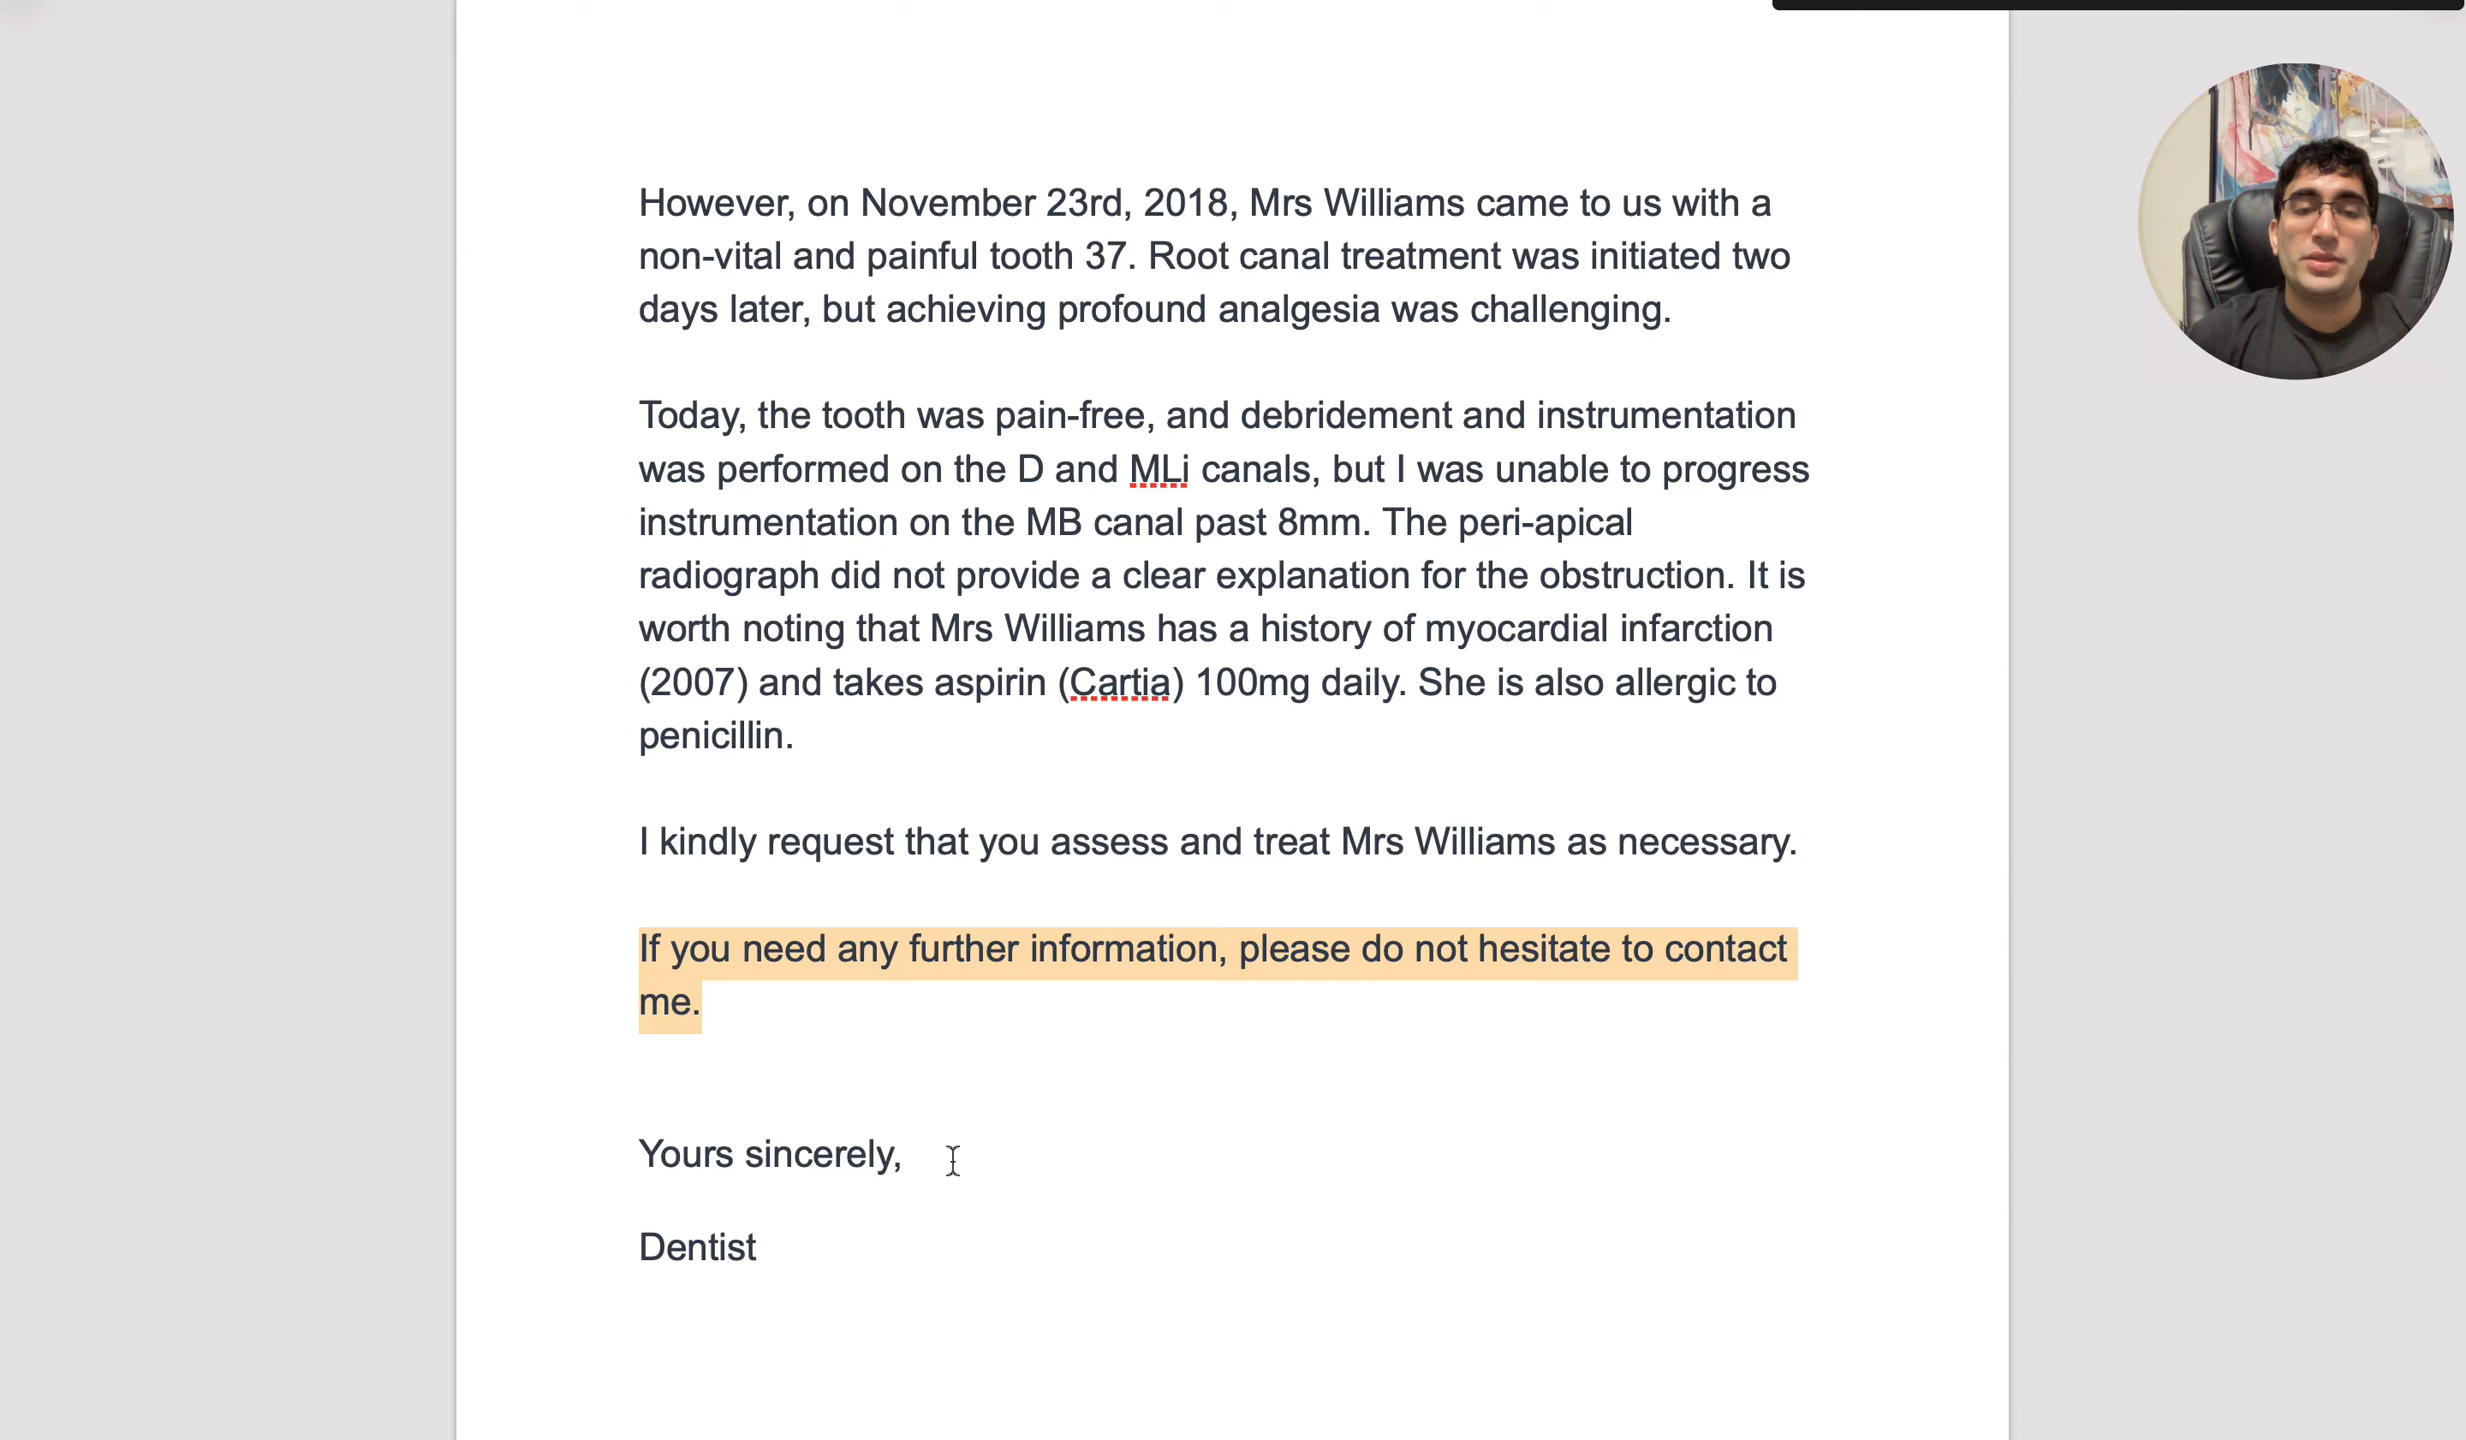 However, on November 23rd, 2018, Mrs Williams came to us with a
non-vital and painful tooth 37. Root canal treatment was initiated two
days later, but achieving profound analgesia was challenging.
Today, the tooth was pain-free, and debridement and instrumentation
was performed on the D and MLi canals, but I was unable to progress
instrumentation on the MB canal past 8mm. The peri-apical
radiograph did not provide a clear explanation for the obstruction. It is
worth noting that Mrs Williams has a history of myocardial infarction
(2007) and takes aspirin (Cartia) 100mg daily. She is also allergic to
penicillin.
I kindly request that you assess and treat Mrs Williams as necessary.
If you need any further information, please do not hesitate to contact
me.
Yours sincerely,
Dentist